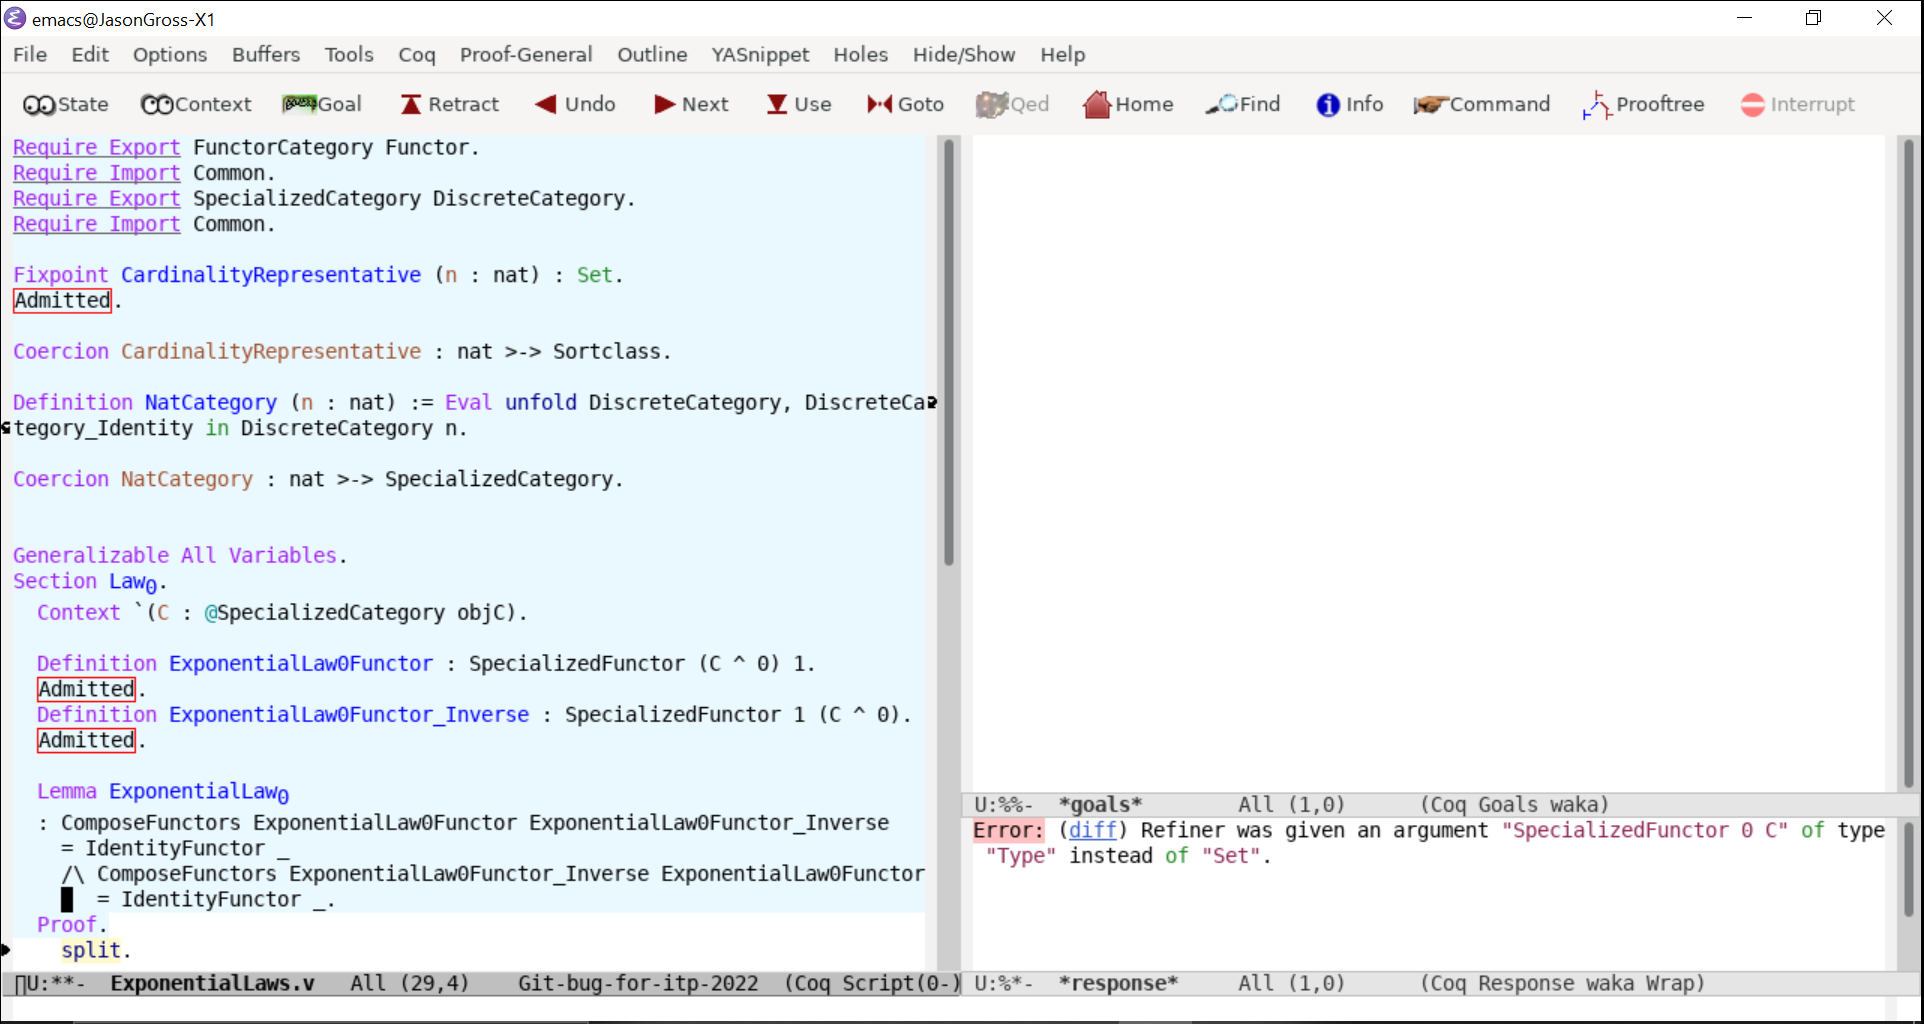 emacs@JasonGross-X1
File Edit Options Buffers Tools Coq Proof-General Outline YASnippet Holes Hide/Show Help
State Context Goal Retract Undo Next Use Goto Qed Home Find Info Command Prooftree Interrupt
Require Export FunctorCategory Functor.
Require Import Common.
Require Export SpecializedCategory DiscreteCategory.
Require Import Common.
Fixpoint CardinalityRepresentative (n : nat) : Set.
Admitted.
Coercion CardinalityRepresentative : nat >-> Sortclass.
Definition NatCategory (n : nat) := Eval unfold DiscreteCategory, DiscreteCa
tegory_Identity in DiscreteCategory n.
Coercion NatCategory : nat >-> SpecializedCategory.
Generalizable All Variables.
Section Law0.
Context `(C : @SpecializedCategory objC).
Definition ExponentialLaw0Functor : SpecializedFunctor (C ^ 0) 1.
Admitted.
Definition ExponentialLaw0Functor_Inverse : SpecializedFunctor 1 (C ^ 0).
Admitted.
Lemma ExponentialLaw0
: ComposeFunctors ExponentialLaw0Functor ExponentialLaw0Functor_Inverse
= IdentityFunctor _
/\ ComposeFunctors ExponentialLaw0Functor_Inverse ExponentialLaw0Functor
= IdentityFunctor _.
Proof.
split.
U:**- ExponentialLaws.v All (29,4) Git-bug-for-itp-2022 (Coq Script(0-)
U:%%- *goals* All (1,0) (Coq Goals waka)
Error: (diff) Refiner was given an argument "SpecializedFunctor 0 C" of type
"Type" instead of "Set".
U:%*- *response* All (1,0) (Coq Response waka Wrap)